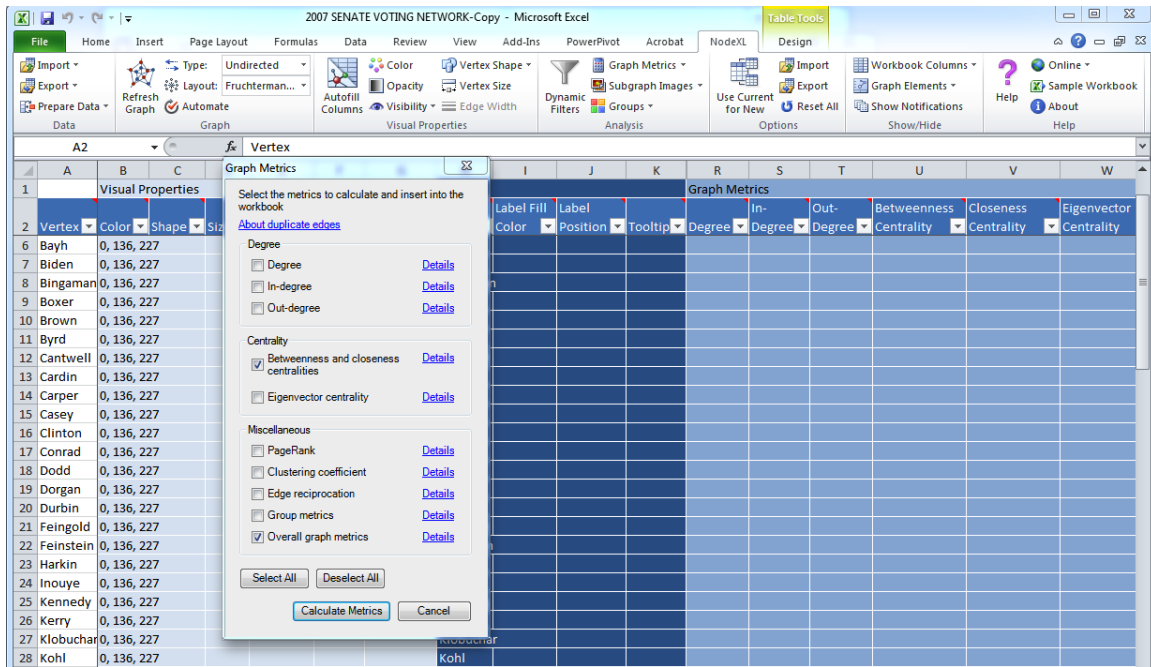 2007 SENATE VOTING NETWORK-Copy - Microsoft Excel
Table Tools
File Home Insert Page Layout Formulas Data Review View Add-Ins PowerPivot Acrobat NodeXL Design
Import Type: Undirected Color Vertex Shape Graph Metrics Import Workbook Columns Online
Export Layout: Fruchterman... Opacity Vertex Size Subgraph Images Export Graph Elements Sample Workbook
Prepare Data Refresh Graph Automate Autofill Columns Visibility Edge Width Dynamic Filters Groups Use Current for New Reset All Show Notifications Help About
Data Graph Visual Properties Analysis Options Show/Hide Help
A2 fx Vertex
Graph Metrics
A B C I J K R S T U V W
1 Visual Properties Graph Metrics
2 Vertex Color Shape Siz Label Fill Color Label Position Tooltip Degree In-Degree Out-Degree Betweenness Centrality Closeness Centrality Eigenvector Centrality
6 Bayh 0, 136, 227
7 Biden 0, 136, 227
8 Bingaman 0, 136, 227 n
9 Boxer 0, 136, 227
10 Brown 0, 136, 227
11 Byrd 0, 136, 227
12 Cantwell 0, 136, 227
13 Cardin 0, 136, 227
14 Carper 0, 136, 227
15 Casey 0, 136, 227
16 Clinton 0, 136, 227
17 Conrad 0, 136, 227
18 Dodd 0, 136, 227
19 Dorgan 0, 136, 227
20 Durbin 0, 136, 227
21 Feingold 0, 136, 227
22 Feinstein 0, 136, 227
23 Harkin 0, 136, 227
24 Inouye 0, 136, 227
25 Kennedy 0, 136, 227
26 Kerry 0, 136, 227
27 Klobuchar 0, 136, 227 Klobuchar
28 Kohl 0, 136, 227 Kohl
Select the metrics to calculate and insert into the
workbook
About duplicate edges
Degree
Degree Details
In-degree Details
Out-degree Details
Centrality
Betweenness and closeness Details
centralities
Eigenvector centrality Details
Miscellaneous
PageRank Details
Clustering coefficient Details
Edge reciprocation Details
Group metrics Details
Overall graph metrics Details
Select All Deselect All
Calculate Metrics Cancel